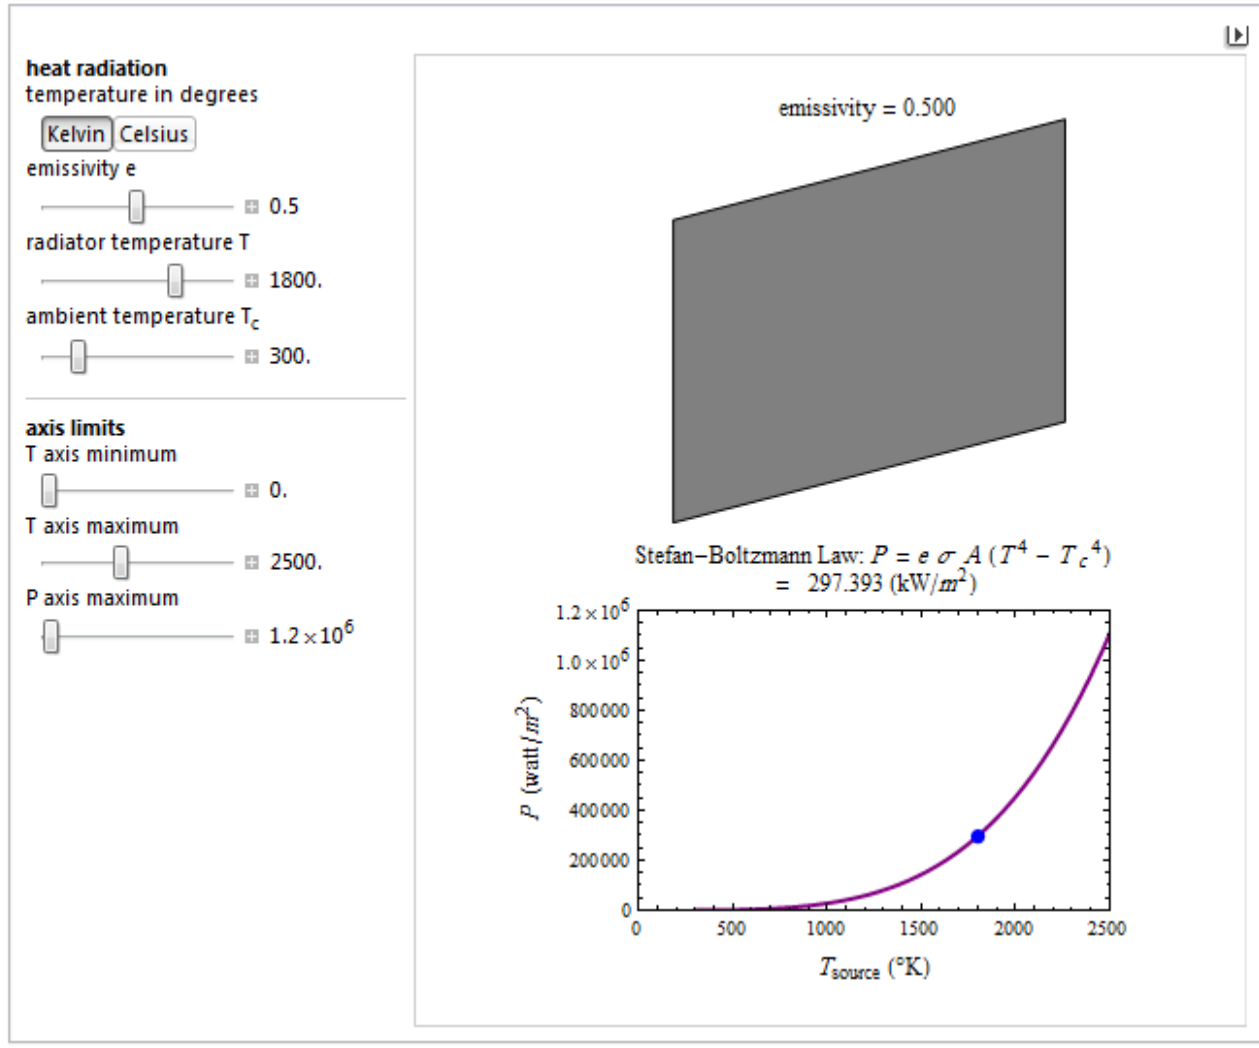 heat radiation
temperature in degrees
Kelvin Celsius
emissivity e
0.5
radiator temperature T
1800.
ambient temperature T_c
300.
axis limits
T axis minimum
0.
T axis maximum
2500.
P axis maximum
1.2×10^6
emissivity = 0.500
Stefan–Boltzmann Law: P = e σ A (T^4 − T_c^4)
= 297.393 (kW/m^2)
1.2×10^6
1.0×10^6
800000
600000
400000
200000
0
P (watt/m^2)
0 500 1000 1500 2000 2500
T_source (°K)